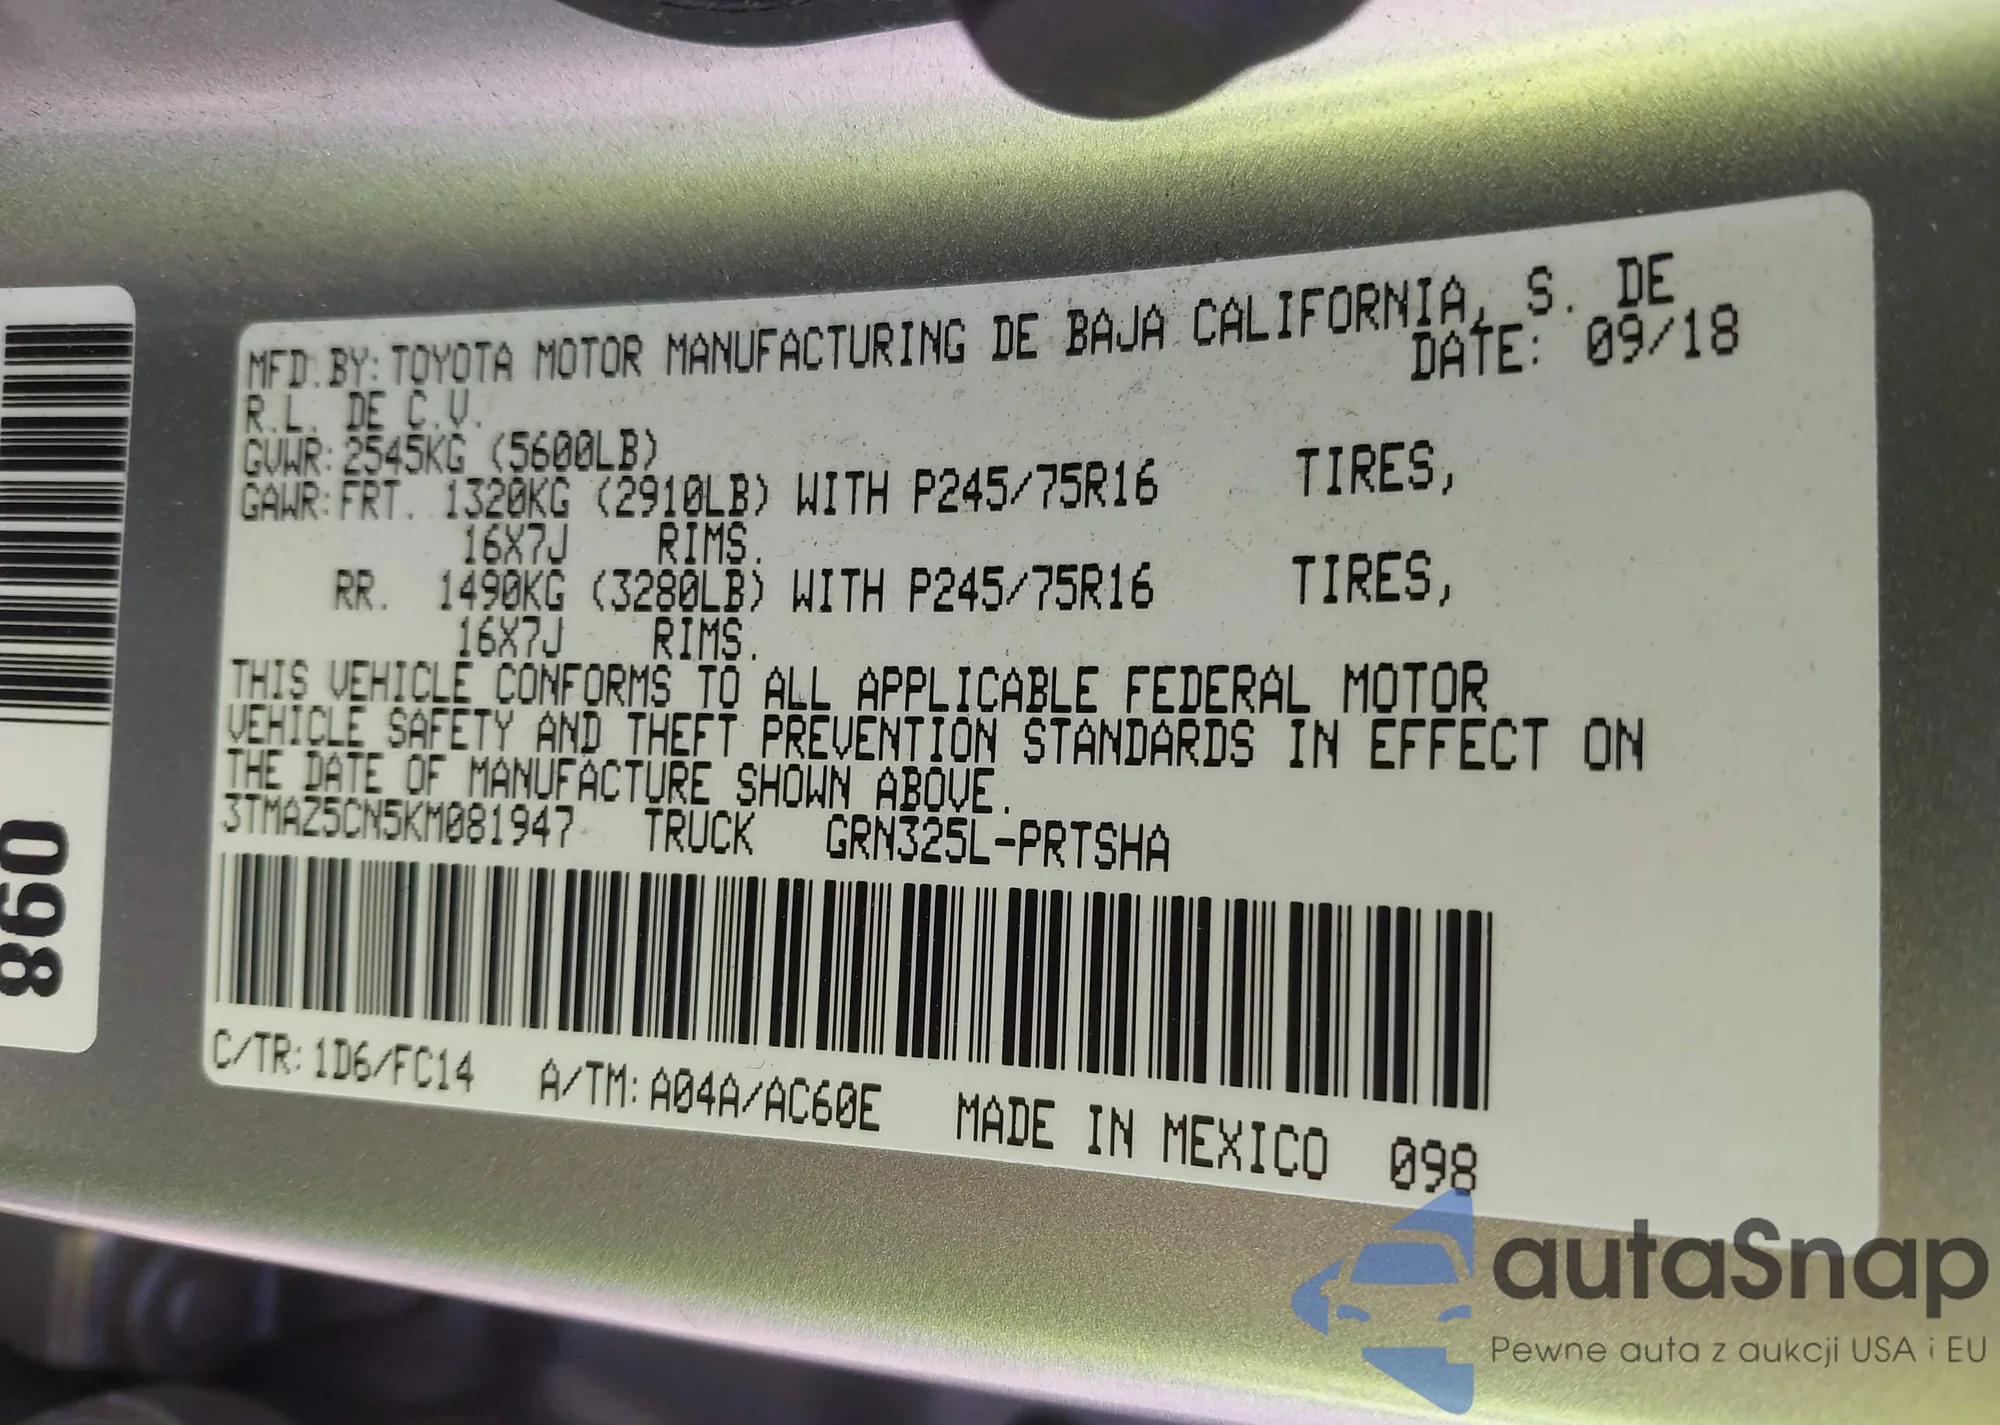 MFD.BY: TOYOTA MOTOR MANUFACTURING DE BAJA CALIFORNIA, S. DE
R.L. DE C.V. DATE: 09/18
GVWR: 2545KG (5600LB)
GAWR: FRT. 1320KG (2910LB) WITH P245/75R16 TIRES,
16X7J RIMS.
RR. 1490KG (3280LB) WITH P245/75R16 TIRES,
16X7J RIMS.
THIS VEHICLE CONFORMS TO ALL APPLICABLE FEDERAL MOTOR
VEHICLE SAFETY AND THEFT PREVENTION STANDARDS IN EFFECT ON
THE DATE OF MANUFACTURE SHOWN ABOVE.
3TMAZ5CN5KM081947 TRUCK GRN325L-PRTSHA
C/TR: 1D6/FC14 A/TM: A04A/AC60E MADE IN MEXICO 098
860
autaSnap
Pewne auta z aukcji USA i EU